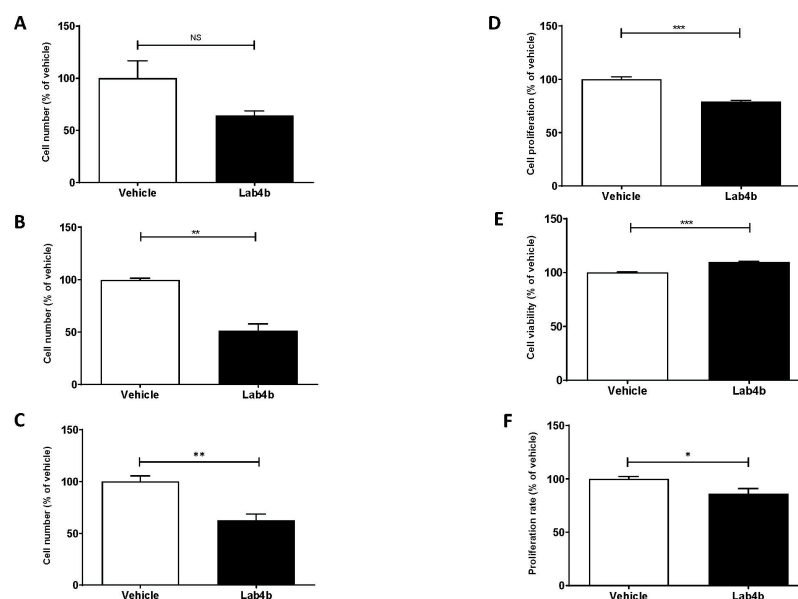 A
Cell number (% of vehicle)
150
100
50
0
NS
Vehicle Lab4b
B
Cell number (% of vehicle)
150
100
50
0
**
Vehicle Lab4b
C
Cell number (% of vehicle)
150
100
50
0
**
Vehicle Lab4b
D
Cell proliferation (% of vehicle)
150
100
50
0
***
Vehicle Lab4b
E
Cell viability (% of vehicle)
150
100
50
0
***
Vehicle Lab4b
F
Proliferation rate (% of vehicle)
150
100
50
0
*
Vehicle Lab4b